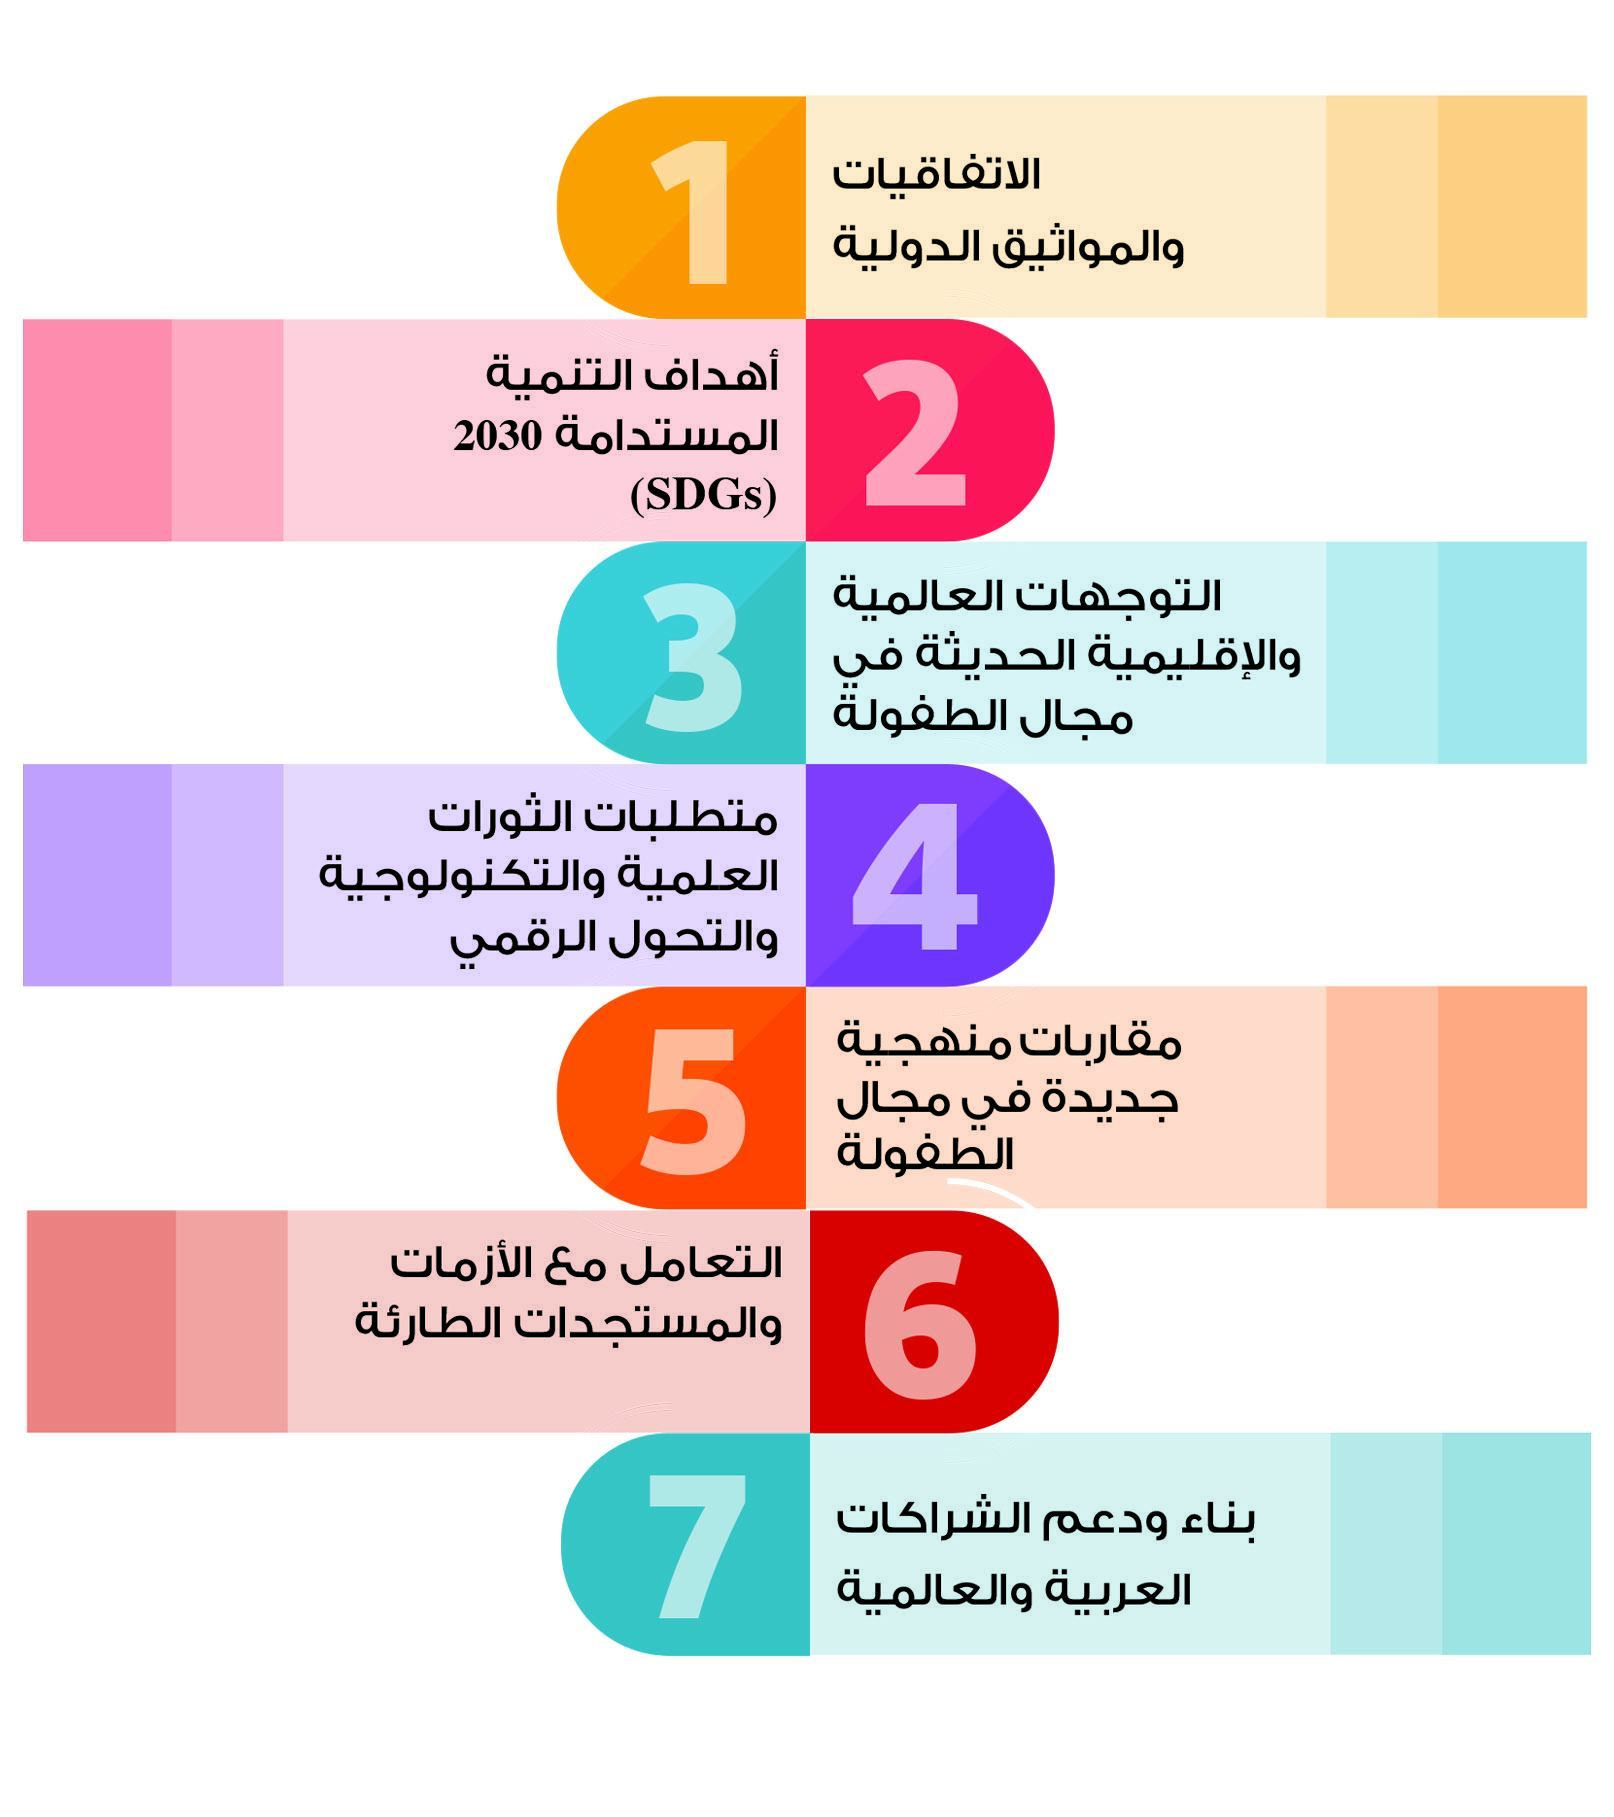 1
الاتفاقيات
والمواثيق الدولية
2
أهداف التنمية
المستدامة 2030
(SDGs)
3
التوجهات العالمية
والإقليمية الحديثة في
مجال الطفولة
4
متطلبات الثورات
العلمية والتكنولوجية
والتحول الرقمي
5
مقاربات منهجية
جديدة في مجال
الطفولة
6
التعامل مع الأزمات
والمستجدات الطارئة
7
بناء ودعم الشراكات
العربية والعالمية